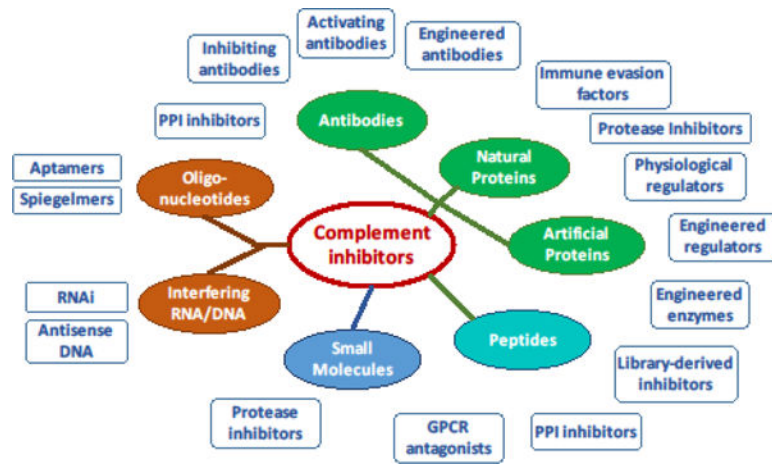 Activating
antibodies
Inhibiting
antibodies
Engineered
antibodies
Immune evasion
factors
PPI inhibitors
Antibodies
Protease Inhibitors
Natural
Proteins
Aptamers
Oligo-
nucleotides
Physiological
regulators
Spiegelmers
Complement
inhibitors
Artificial
Proteins
Engineered
regulators
RNAi
Interfering
RNA/DNA
Engineered
enzymes
Antisense
DNA
Small
Molecules
Peptides
Library-derived
inhibitors
Protease
inhibitors
GPCR
antagonists
PPI inhibitors